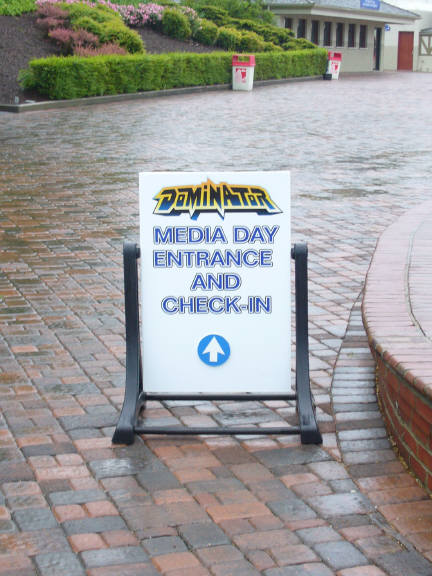 DOMINATOR
MEDIA DAY
ENTRANCE
AND
CHECK-IN